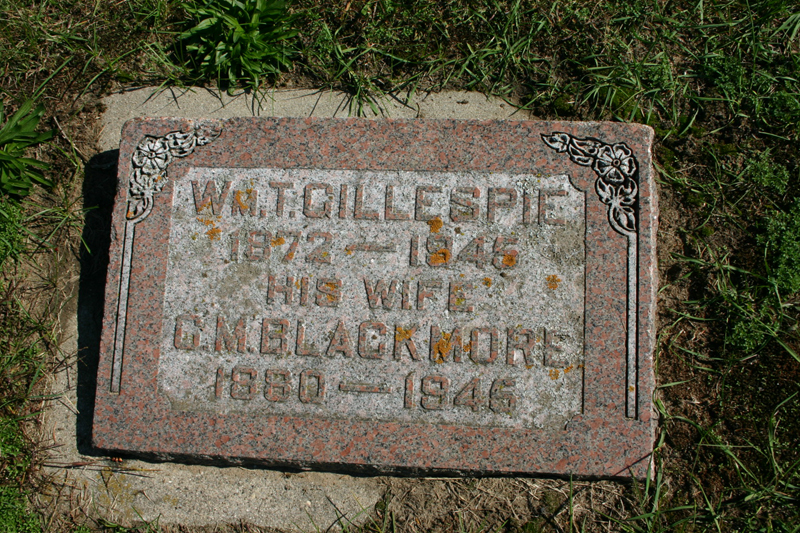 WM. T. GILLESPIE
1872 — 1945
HIS WIFE
C. M. BLACKMORE
1880 — 1946